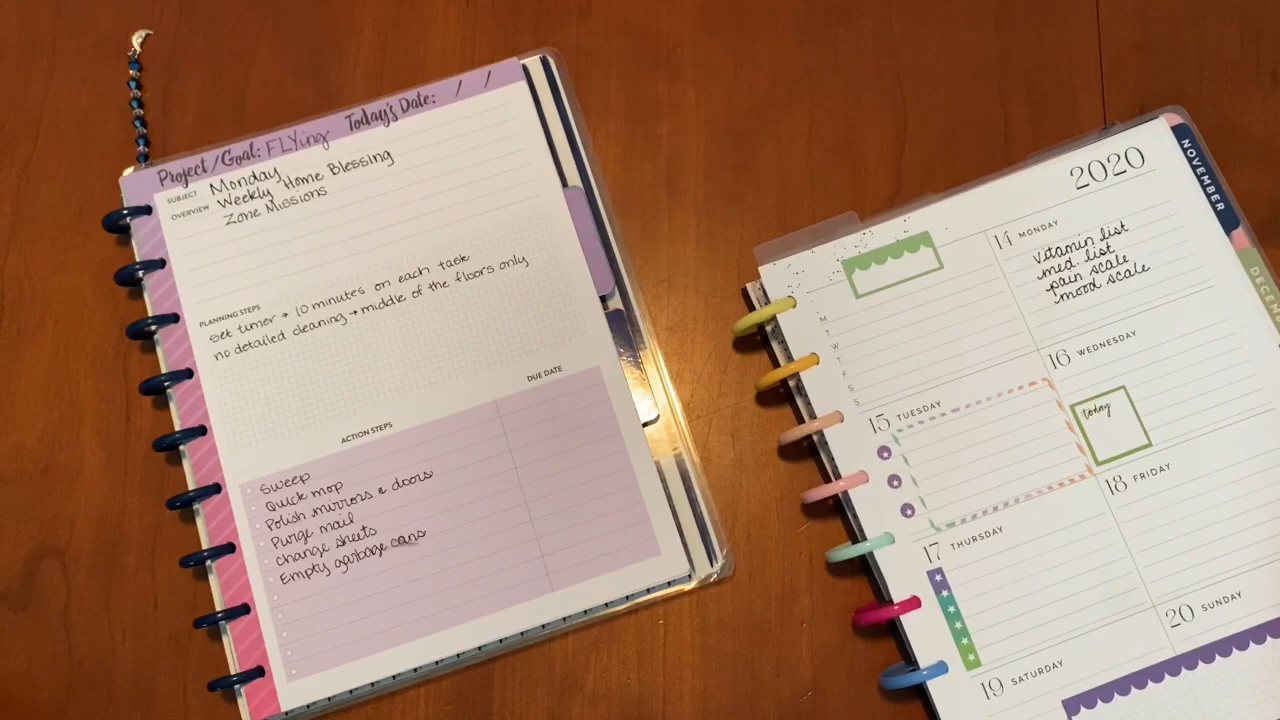 Project/Goal: FLYing Today's Date: / /
SUBJECT Monday
OVERVIEW Weekly Home Blessing
Zone Missions
PLANNING STEPS
set timer → 10 minutes on each task
no detailed cleaning → middle of the floors only
ACTION STEPS DUE DATE
Sweep
Quick mop
Polish mirrors & doors
Purge mail
Change sheets
Empty garbage cans
2020
NOVEMBER
DECEM
14 MONDAY
vitamin list
med list
pain scale
mood scale
M
T
W
T
F
S
S
15 TUESDAY
16 WEDNESDAY
today
17 THURSDAY
18 FRIDAY
19 SATURDAY
20 SUNDAY